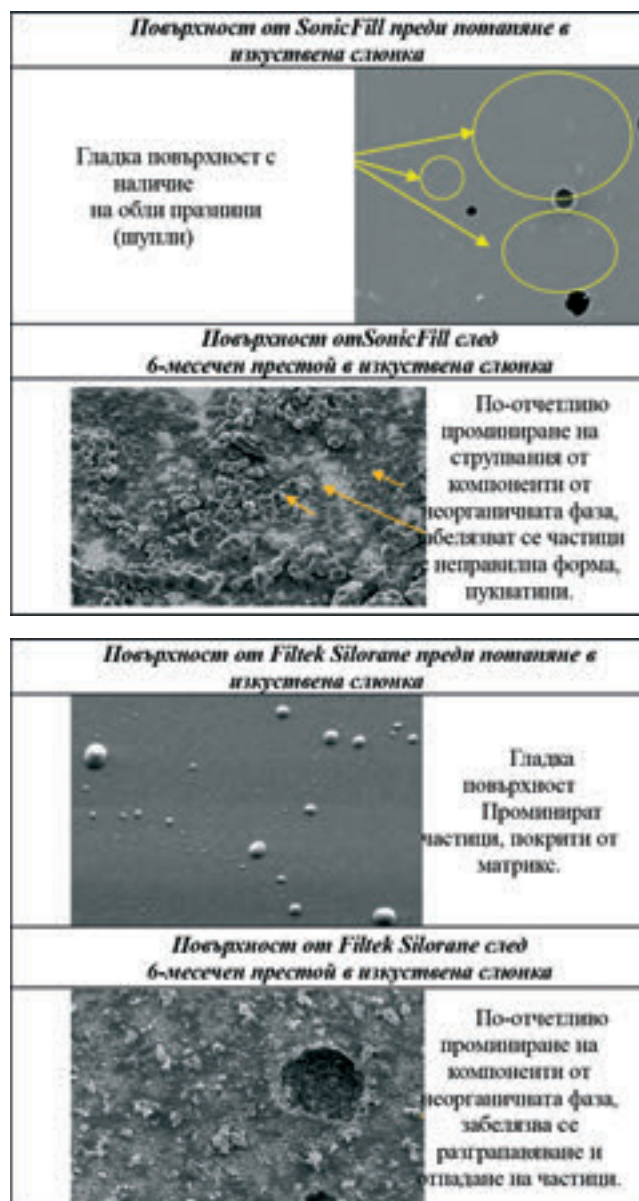 Повърхност от SonicFill преди потапяне в
изкуствена слюнка
Гладка повърхност с
наличие
на обли празнини
(шупли)
Повърхност отSonicFill след
6-месечен престой в изкуствена слюнка
По-отчетливо
проминиране на
струпвания от
компоненти от
неорганичната фаза,
забелязват се частици
с неправилна форма,
пукнатини.
Повърхност от Filtek Silorane преди потапяне в
изкуствена слюнка
Гладка
повърхност
Проминират
частици, покрити от
матрикс.
Повърхност от Filtek Silorane след
6-месечен престой в изкуствена слюнка
По-отчетливо
проминиране на
компоненти от
неорганичната фаза,
забелязва се
разграпавяване и
отпадане на частици.